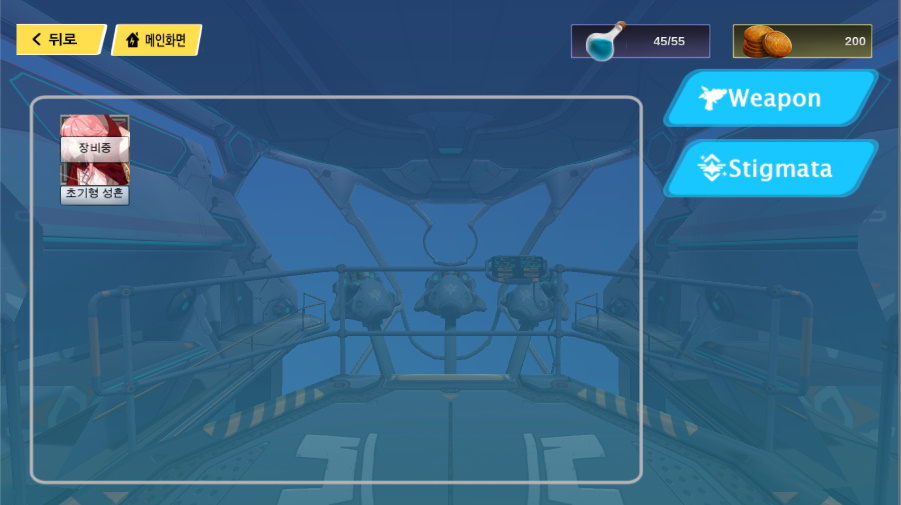 뒤로
메인화면
45/55
200
Weapon
Stigmata
장비중
초기형 성흔